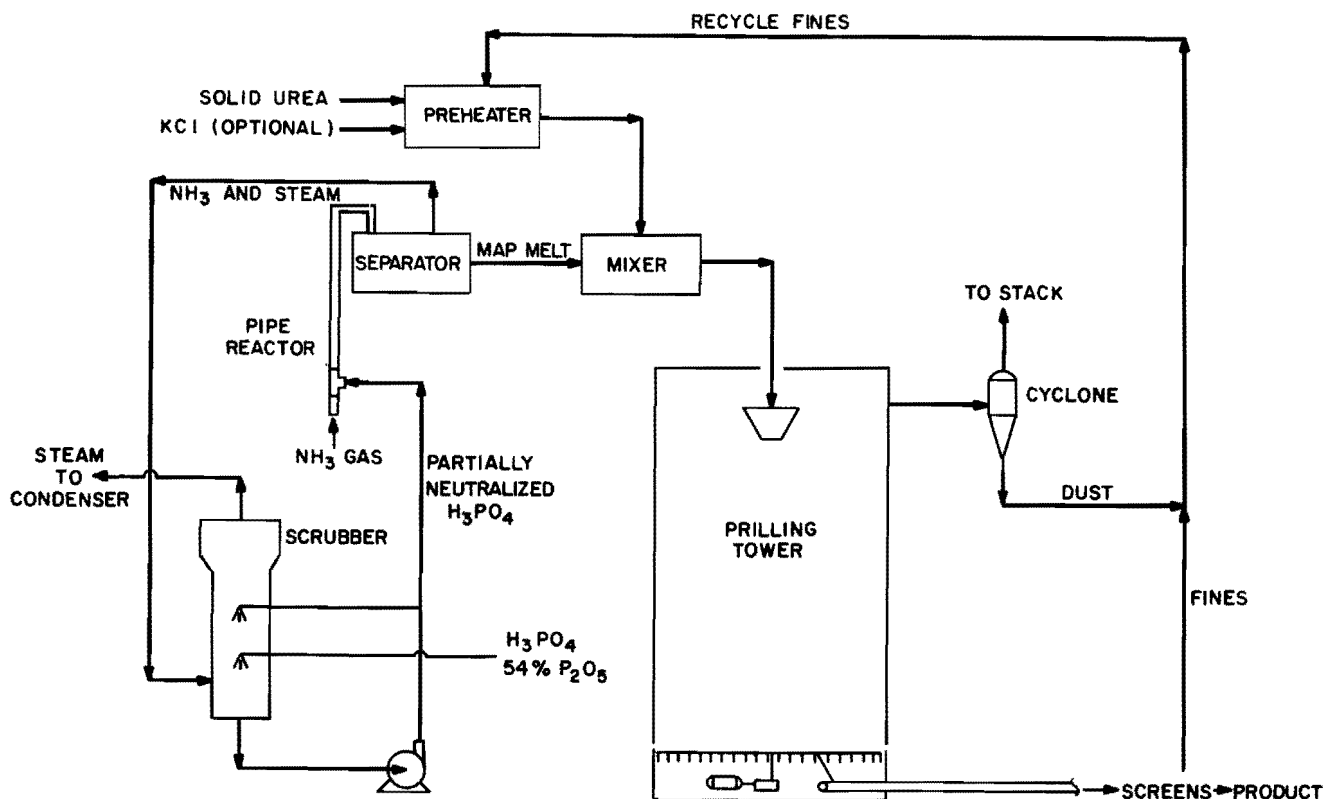 RECYCLE FINES
SOLID UREA
KCl (OPTIONAL)
PREHEATER
NH₃ AND STEAM
SEPARATOR
MAP MELT
MIXER
PIPE
REACTOR
NH₃ GAS
TO STACK
CYCLONE
DUST
STEAM
TO
CONDENSER
PARTIALLY
NEUTRALIZED
H₃PO₄
SCRUBBER
PRILLING
TOWER
FINES
H₃PO₄
54% P₂O₅
SCREENS
PRODUCT